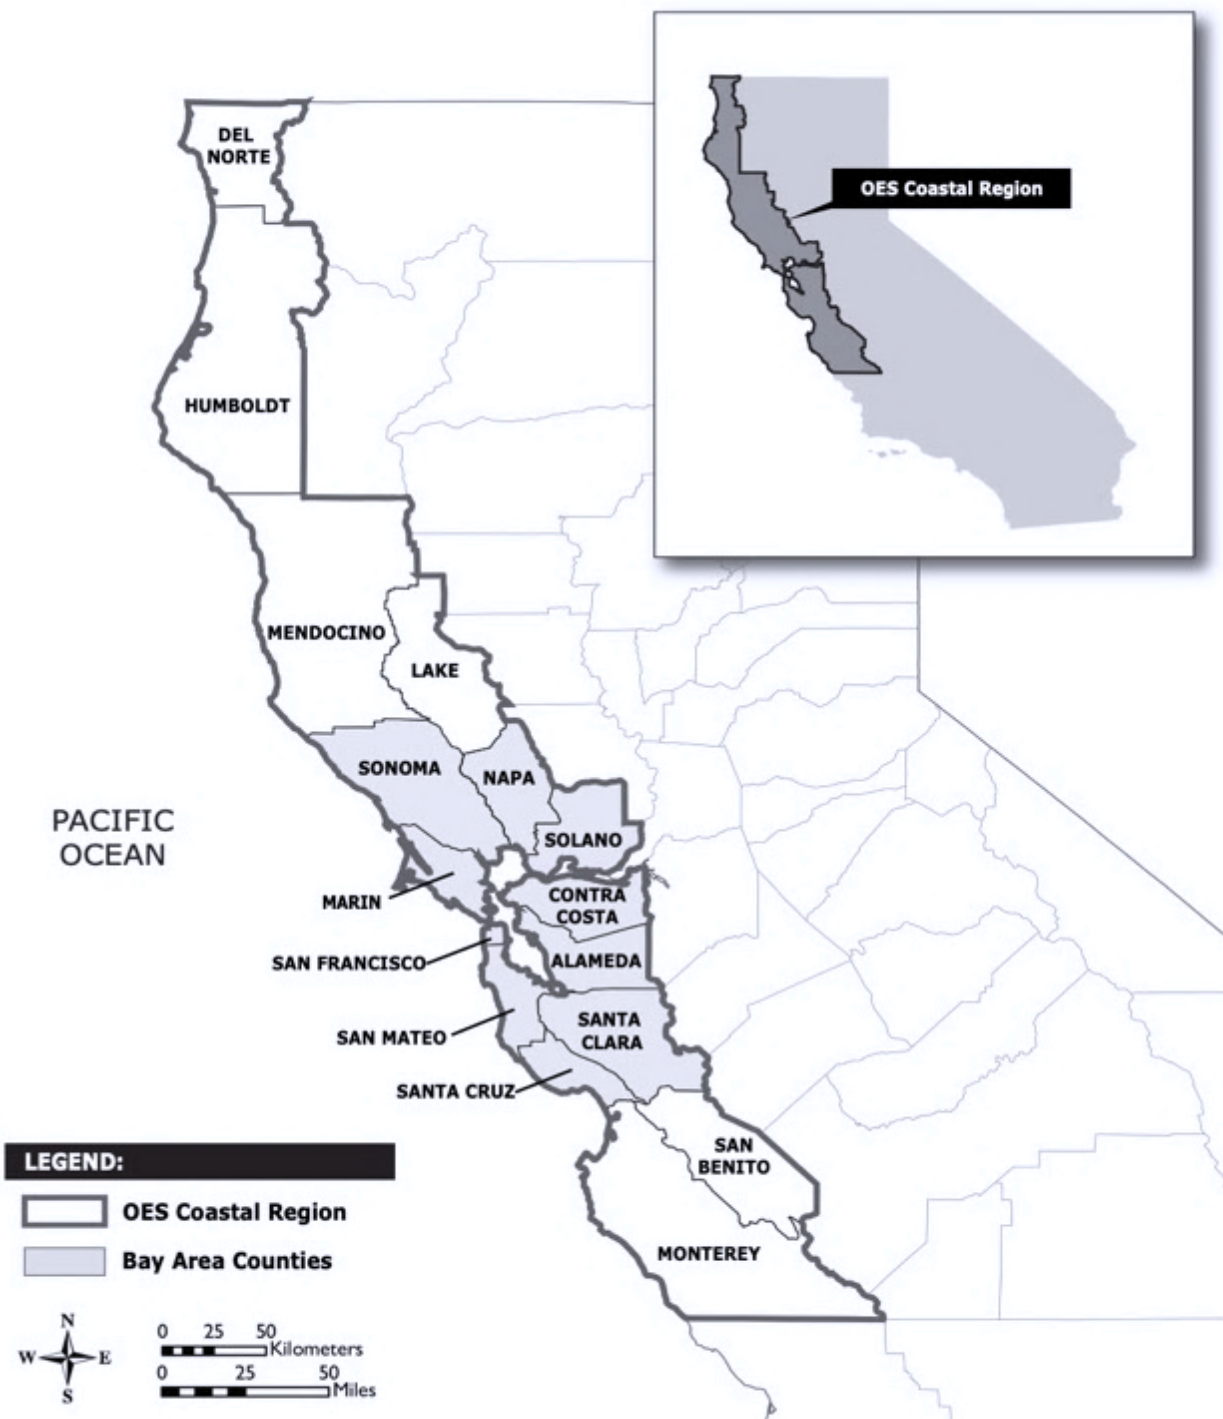 DEL
NORTE
OES Coastal Region
HUMBOLDT
MENDOCINO
LAKE
SONOMA
NAPA
PACIFIC
OCEAN
SOLANO
MARIN
CONTRA
COSTA
SAN FRANCISCO
ALAMEDA
SAN MATEO
SANTA
CLARA
SANTA CRUZ
SAN
BENITO
MONTEREY
LEGEND:
OES Coastal Region
Bay Area Counties
N
W E
S
0 25 50
Kilometers
0 25 50
Miles